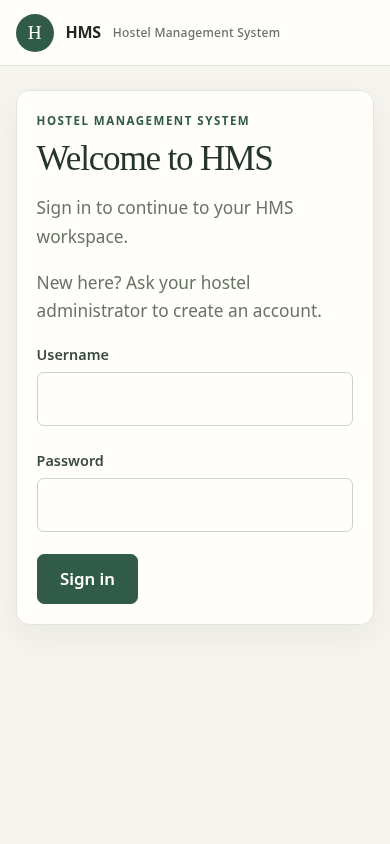 H HMS Hostel Management System
HOSTEL MANAGEMENT SYSTEM
Welcome to HMS
Sign in to continue to your HMS
workspace.
New here? Ask your hostel
administrator to create an account.
Username
Password
Sign in